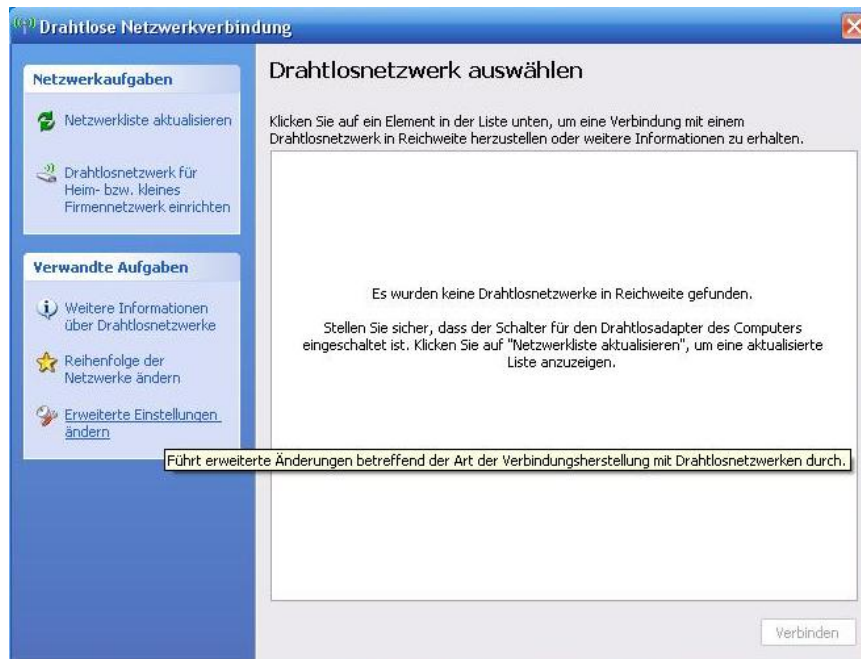 Drahtlose Netzwerkverbindung
Netzwerkaufgaben
Netzwerkliste aktualisieren
Drahtlosnetzwerk für
Heim- bzw. kleines
Firmennetzwerk einrichten
Verwandte Aufgaben
Weitere Informationen
über Drahtlosnetzwerke
Reihenfolge der
Netzwerke ändern
Erweiterte Einstellungen
ändern
Drahtlosnetzwerk auswählen
Klicken Sie auf ein Element in der Liste unten, um eine Verbindung mit einem
Drahtlosnetzwerk in Reichweite herzustellen oder weitere Informationen zu erhalten.
Es wurden keine Drahtlosnetzwerke in Reichweite gefunden.
Stellen Sie sicher, dass der Schalter für den Drahtlosadapter des Computers
eingeschaltet ist. Klicken Sie auf "Netzwerkliste aktualisieren", um eine aktualisierte
Liste anzuzeigen.
Führt erweiterte Änderungen betreffend der Art der Verbindungsherstellung mit Drahtlosnetzwerken durch.
Verbinden